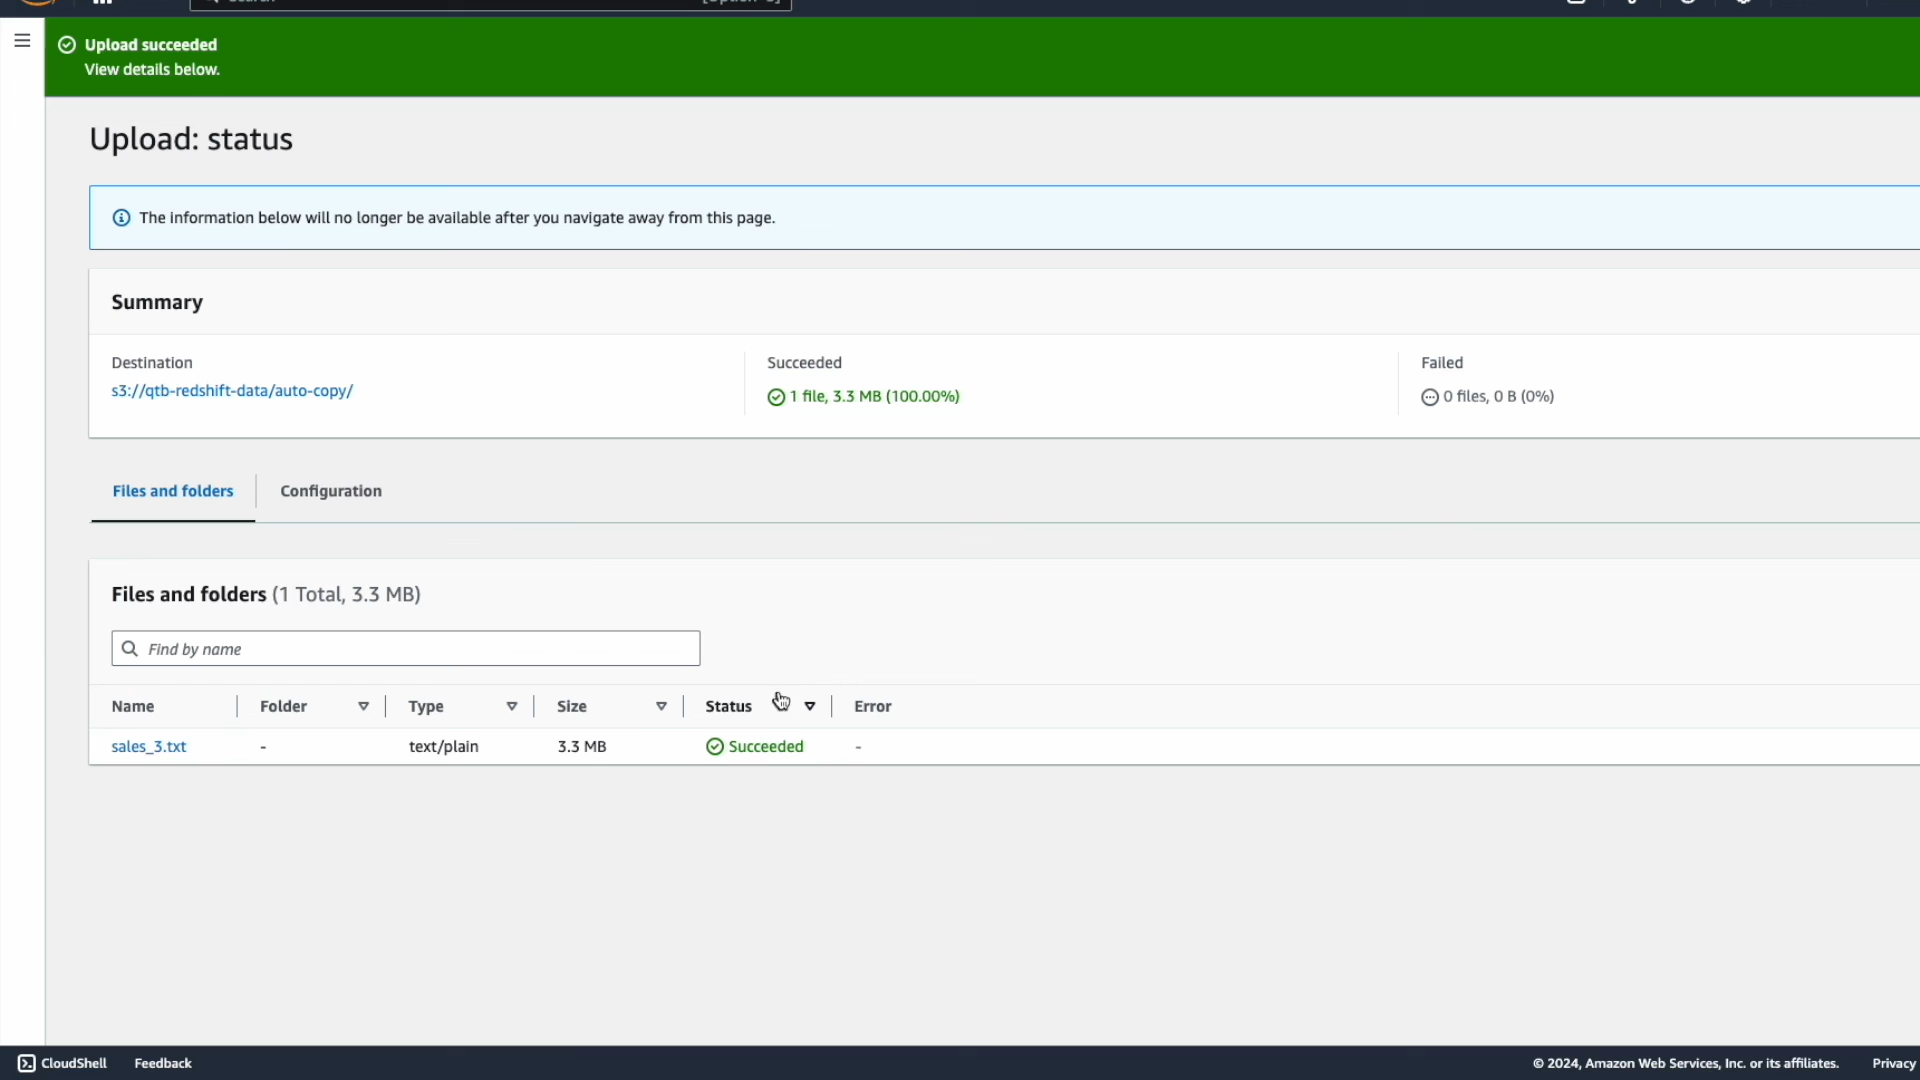 Upload succeeded
View details below.
Upload: status
The information below will no longer be available after you navigate away from this page.
Summary
Destination
s3://qtb-redshift-data/auto-copy/
Succeeded
1 file, 3.3 MB (100.00%)
Failed
0 files, 0 B (0%)
Files and folders
Configuration
Files and folders (1 Total, 3.3 MB)
Find by name
Name Folder Type Size Status Error
sales_3.txt - text/plain 3.3 MB Succeeded -
CloudShell Feedback © 2024, Amazon Web Services, Inc. or its affiliates. Privacy